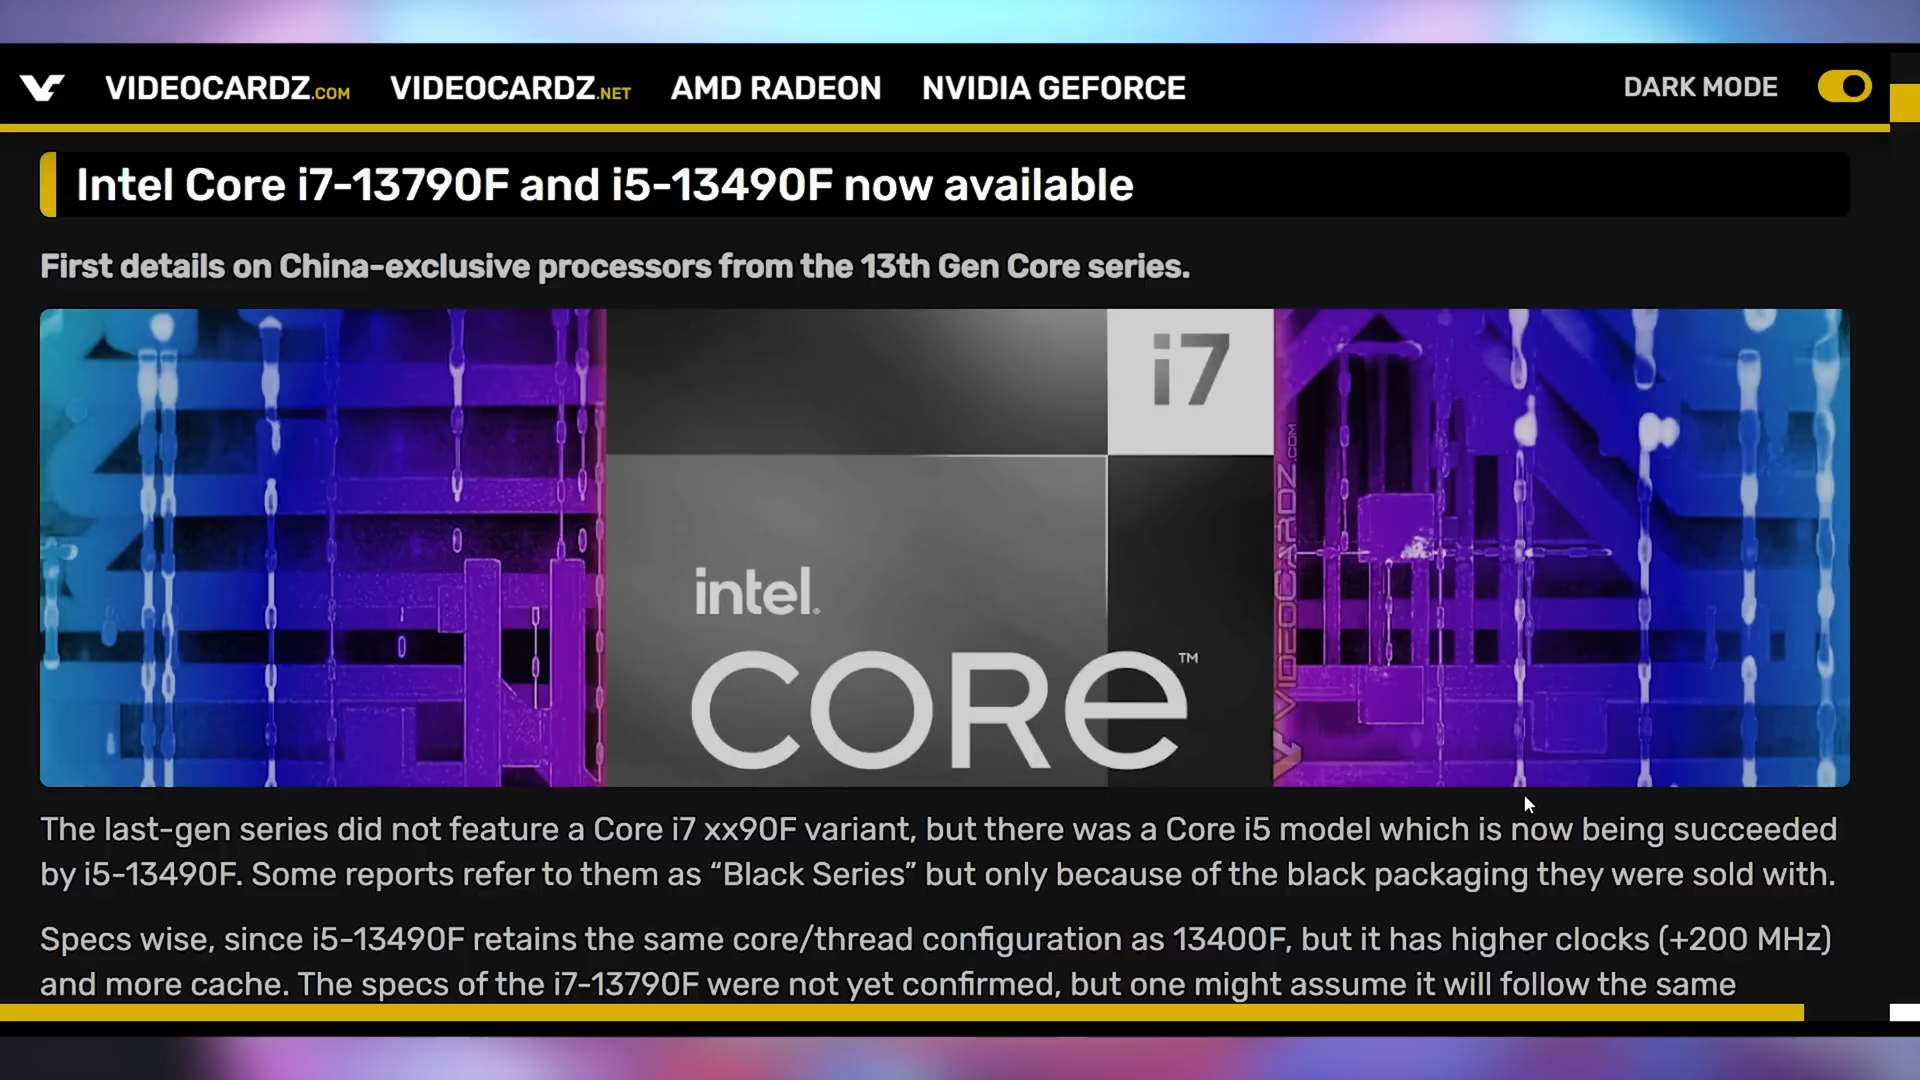 VIDEOCARDZ.COM VIDEOCARDZ.NET AMD RADEON NVIDIA GEFORCE DARK MODE
Intel Core i7-13790F and i5-13490F now available
First details on China-exclusive processors from the 13th Gen Core series.
i7
intel.
CORe™
VIDEOCARDZ.COM
The last-gen series did not feature a Core i7 xx90F variant, but there was a Core i5 model which is now being succeeded
by i5-13490F. Some reports refer to them as “Black Series” but only because of the black packaging they were sold with.
Specs wise, since i5-13490F retains the same core/thread configuration as 13400F, but it has higher clocks (+200 MHz)
and more cache. The specs of the i7-13790F were not yet confirmed, but one might assume it will follow the same